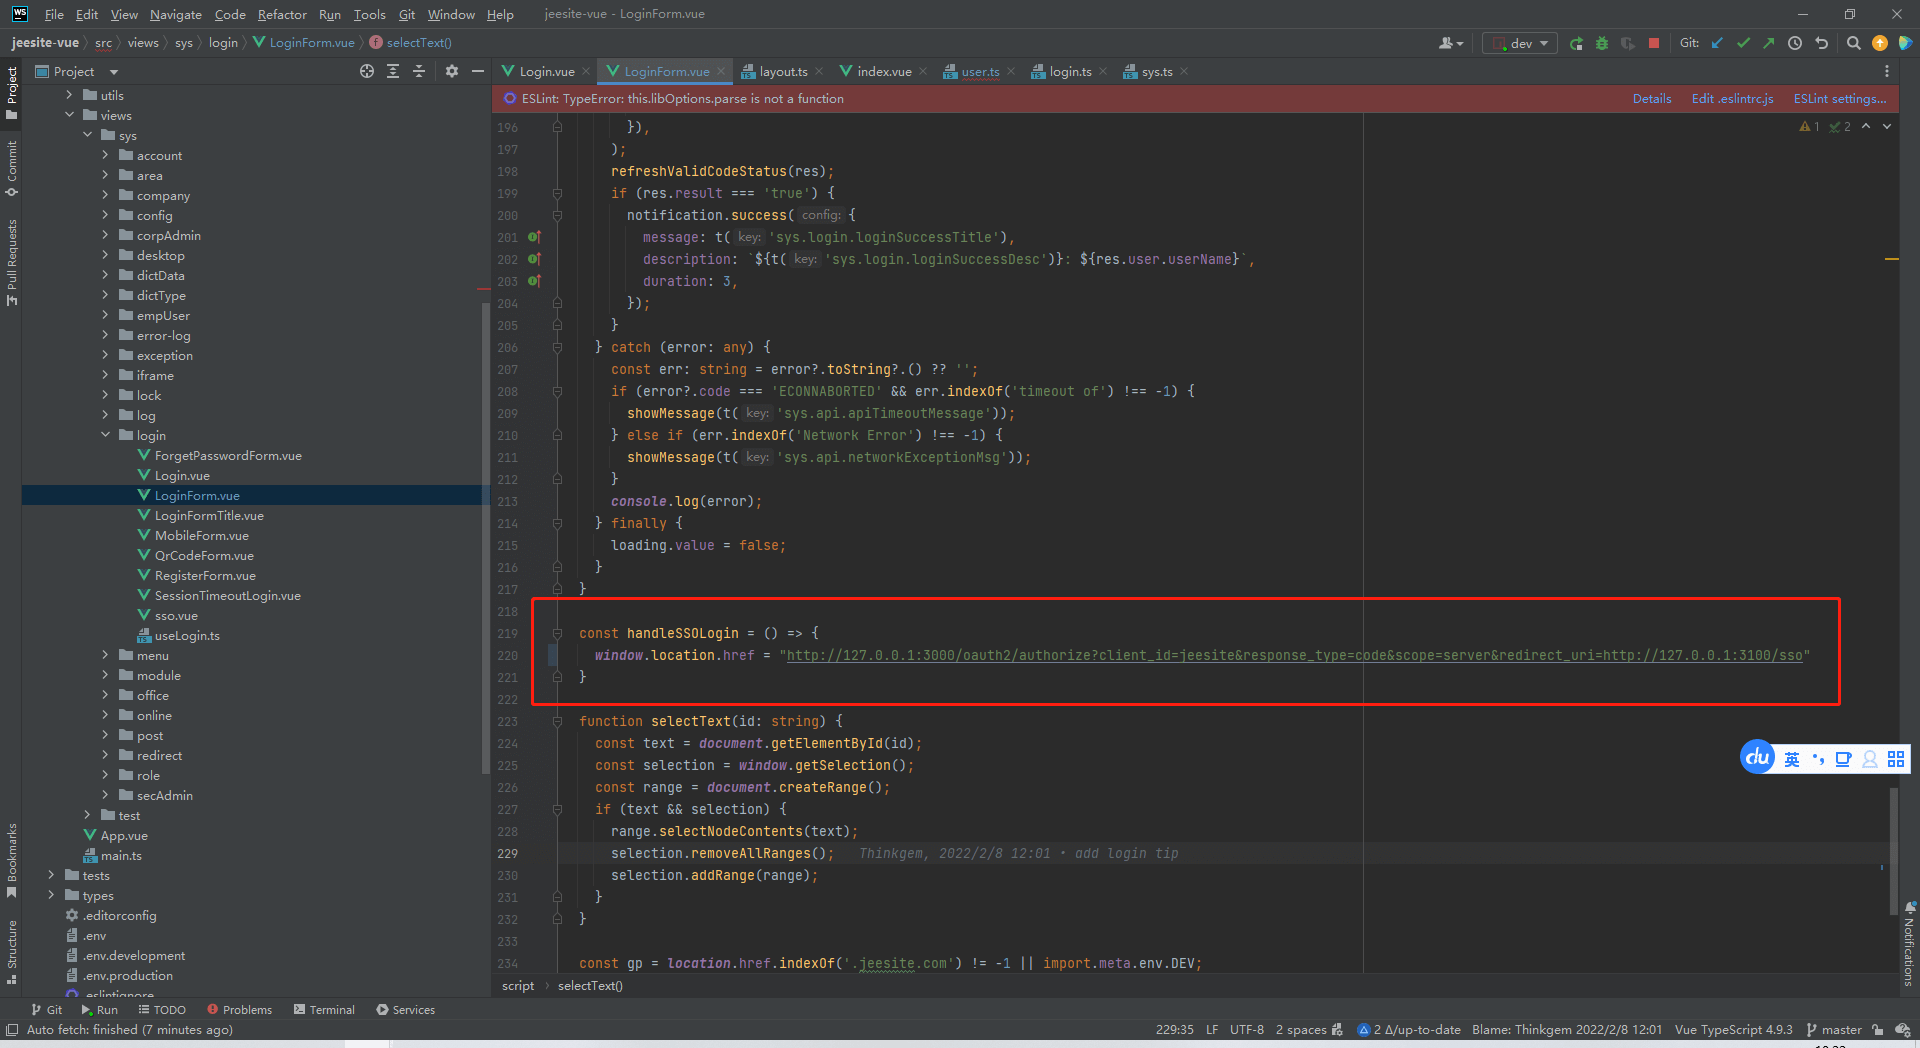 WS File Edit View Navigate Code Refactor Run Tools Git Window Help jeesite-vue - LoginForm.vue
jeesite-vue src views sys login LoginForm.vue selectText() dev Git:
Project
Login.vue LoginForm.vue layout.ts index.vue user.ts login.ts sys.ts
ESLint: TypeError: this.libOptions.parse is not a function Details Edit .eslintrc.js ESLint settings...
Project
Commit
Pull Requests
Bookmarks
Structure
Notifications
utils
views
sys
account
area
company
config
corpAdmin
desktop
dictData
dictType
empUser
error-log
exception
iframe
lock
log
login
ForgetPasswordForm.vue
Login.vue
LoginForm.vue
LoginFormTitle.vue
MobileForm.vue
QrCodeForm.vue
RegisterForm.vue
SessionTimeoutLogin.vue
sso.vue
useLogin.ts
menu
module
office
online
post
redirect
role
secAdmin
test
App.vue
main.ts
tests
types
.editorconfig
.env
.env.development
.env.production
.eslintignore
1 2
196 }),
197 );
198 refreshValidCodeStatus(res);
199 if (res.result === 'true') {
200 notification.success( config: {
201 message: t( key: 'sys.login.loginSuccessTitle'),
202 description: `${t( key: 'sys.login.loginSuccessDesc')}: ${res.user.userName}`,
203 duration: 3,
204 });
205 }
206 } catch (error: any) {
207 const err: string = error?.toString?.() ?? '';
208 if (error?.code === 'ECONNABORTED' && err.indexOf('timeout of') !== -1) {
209 showMessage(t( key: 'sys.api.apiTimeoutMessage'));
210 } else if (err.indexOf('Network Error') !== -1) {
211 showMessage(t( key: 'sys.api.networkExceptionMsg'));
212 }
213 console.log(error);
214 } finally {
215 loading.value = false;
216 }
217 }
218
219 const handleSSOLogin = () => {
220 window.location.href = "http://127.0.0.1:3000/oauth2/authorize?client_id=jeesite&response_type=code&scope=server&redirect_uri=http://127.0.0.1:3100/sso"
221 }
222
223 function selectText(id: string) {
224 const text = document.getElementById(id);
225 const selection = window.getSelection();
226 const range = document.createRange();
227 if (text && selection) {
228 range.selectNodeContents(text);
229 selection.removeAllRanges(); Thinkgem, 2022/2/8 12:01 • add login tip
230 selection.addRange(range);
231 }
232 }
233
234 const gp = location.href.indexOf('.jeesite.com') != -1 || import.meta.env.DEV;
du 英
script selectText()
Git Run TODO Problems Terminal Services
Auto fetch: finished (7 minutes ago) 229:35 LF UTF-8 2 spaces 2 Δ/up-to-date Blame: Thinkgem 2022/2/8 12:01 Vue TypeScript 4.9.3 master